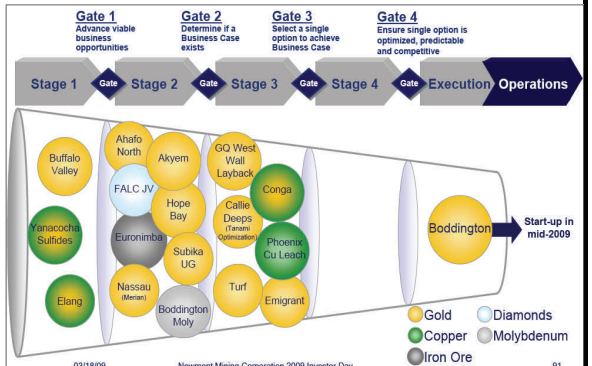 Gate 1
Advance viable
business
opportunities
Gate 2
Determine if a
Business Case
exists
Gate 3
Select a single
option to achieve
Business Case
Gate 4
Ensure single option is
optimized, predictable
and competitive
Stage 1
Gate
Stage 2
Gate
Stage 3
Gate
Stage 4
Gate
Execution
Operations
Buffalo
Valley
Yanacocha
Sulfides
Elang
Ahafo
North
Akyem
FALC JV
Hope
Bay
Euronimba
Subika
UG
Nassau
(Merian)
Boddington
Moly
GQ West
Wall
Layback
Conga
Callie
Deeps
(Tanami
Optimization)
Phoenix
Cu Leach
Turf
Emigrant
Boddington
Start-up in
mid-2009
Gold
Diamonds
Copper
Molybdenum
Iron Ore
03/18/09
Newmont Mining Corporation 2009 Investor Day
91